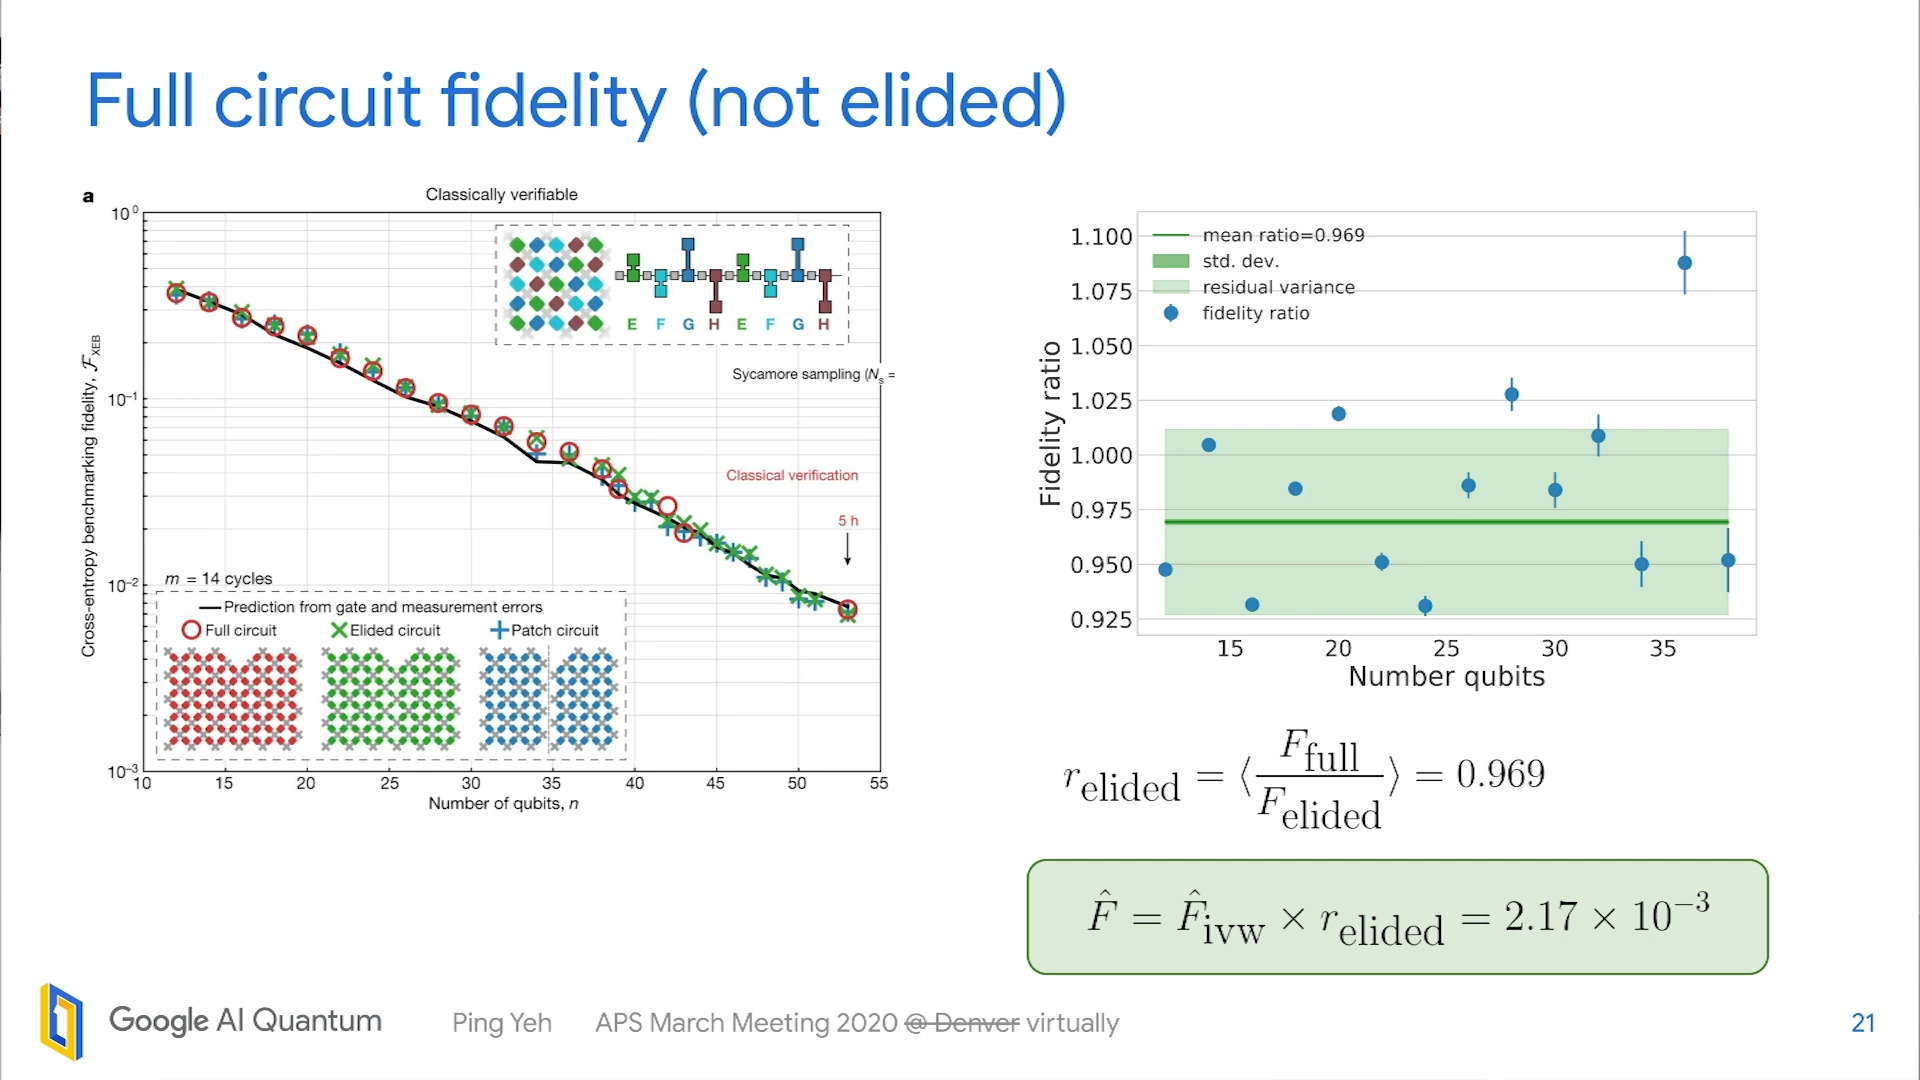 Full circuit fidelity (not elided)
a
Classically verifiable
10⁰
10⁻¹
10⁻²
10⁻³
Cross-entropy benchmarking fidelity, ℱ_XEB
E F G H E F G H
Sycamore sampling (N_s =
Classical verification
5 h
m = 14 cycles
Prediction from gate and measurement errors
Full circuit Elided circuit Patch circuit
10 15 20 25 30 35 40 45 50 55
Number of qubits, n
1.100
1.075
1.050
1.025
1.000
0.975
0.950
0.925
Fidelity ratio
mean ratio=0.969
std. dev.
residual variance
fidelity ratio
15 20 25 30 35
Number qubits
r_elided = ⟨F_full / F_elided⟩ = 0.969
F̂ = F̂_ivw × r_elided = 2.17 × 10⁻³
Google AI Quantum Ping Yeh APS March Meeting 2020 @ Denver virtually 21